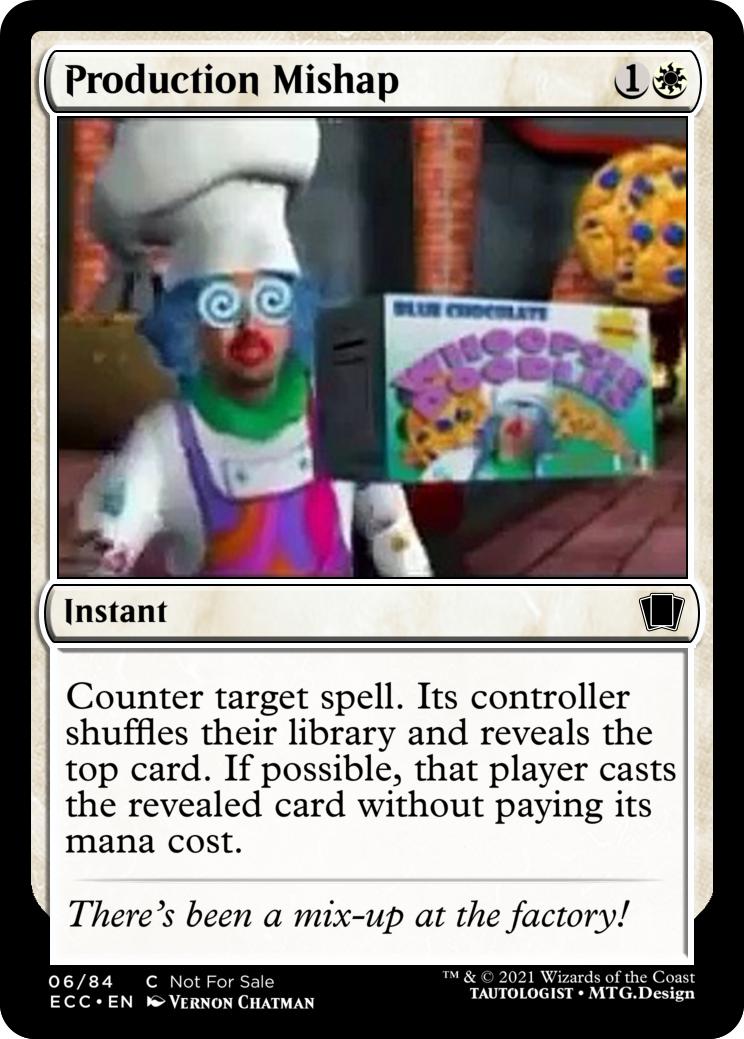 Production Mishap 1
BLUE CHOCOLATE
WHOOPSIE
DOODLES
Instant
Counter target spell. Its controller
shuffles their library and reveals the
top card. If possible, that player casts
the revealed card without paying its
mana cost.
There's been a mix-up at the factory!
06/84 C Not For Sale
ECC • EN VERNON CHATMAN
™ & © 2021 Wizards of the Coast
TAUTOLOGIST • MTG.Design